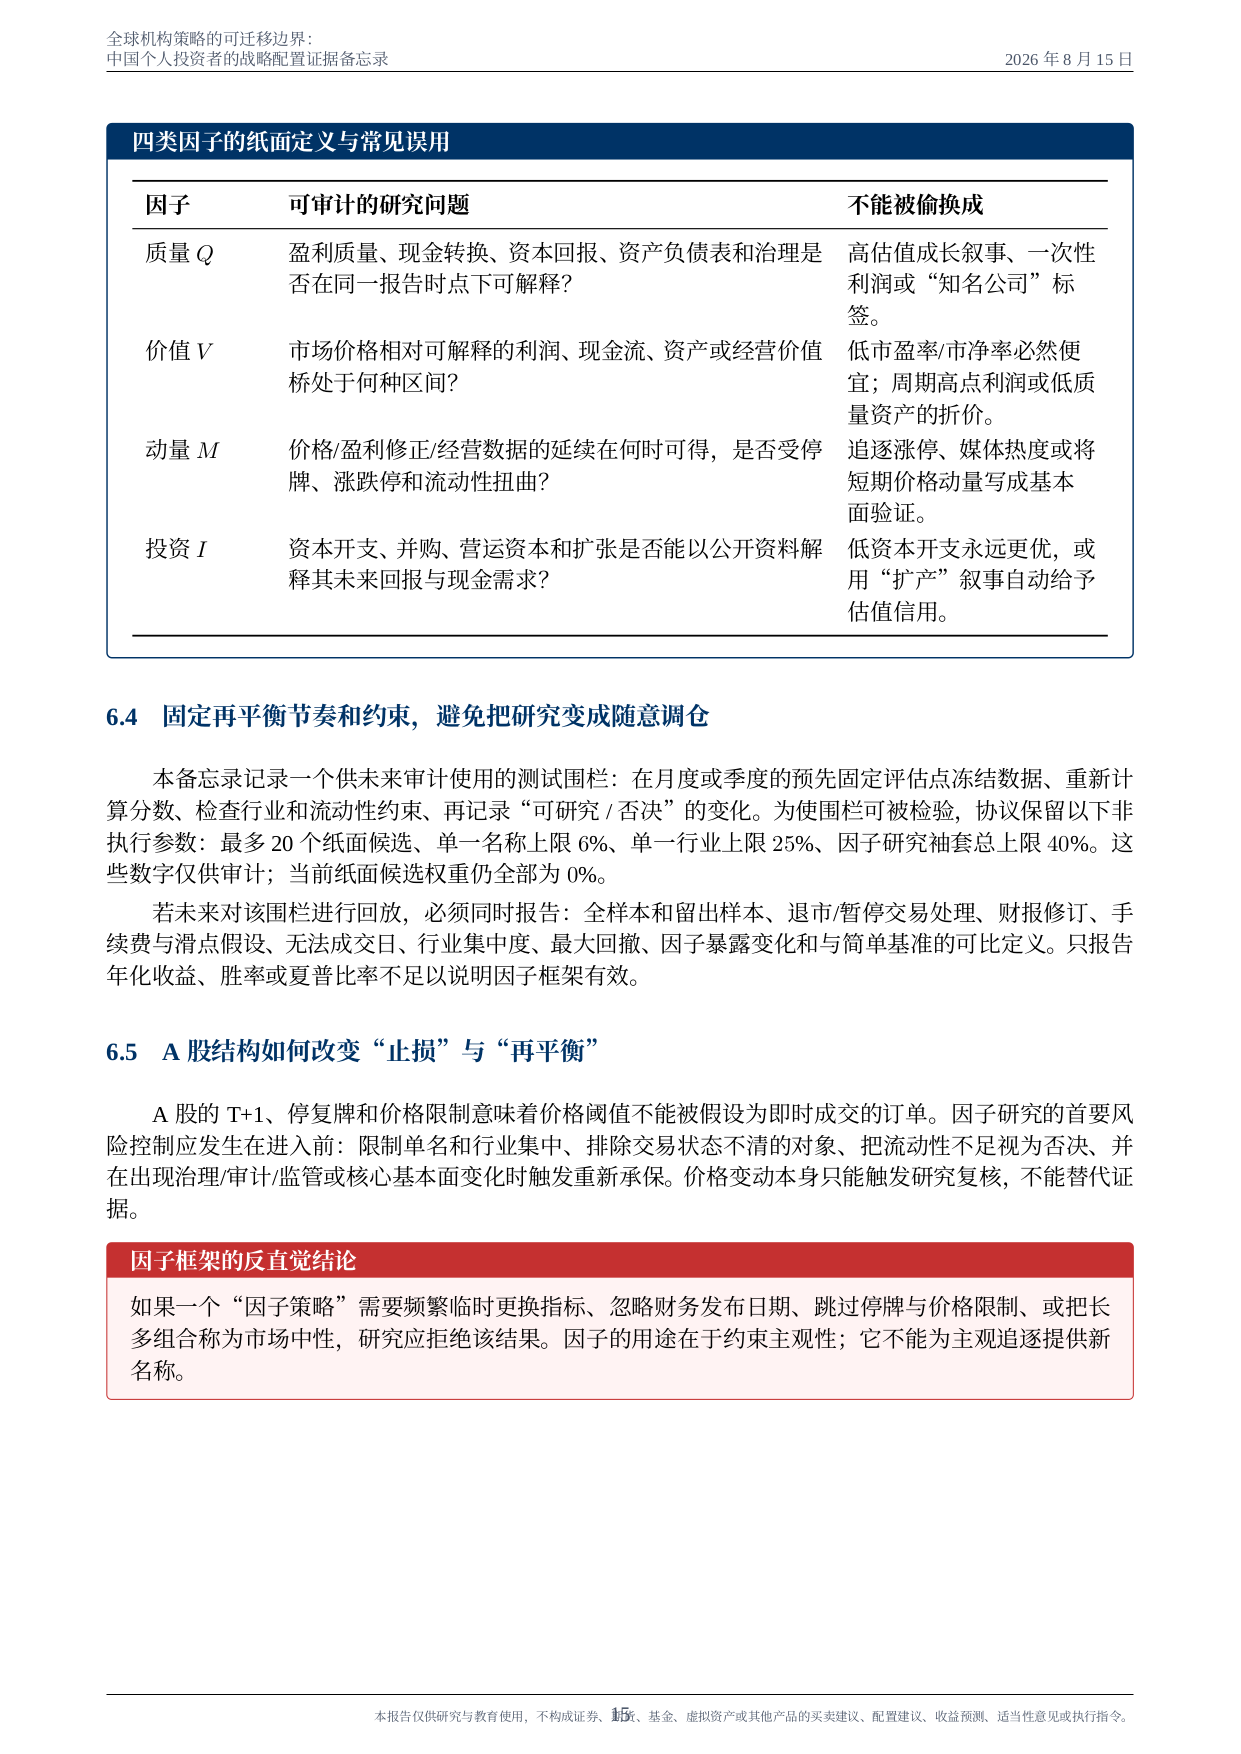 全球机构策略的可迁移边界：
中国个人投资者的战略配置证据备忘录
2026 年 8 月 15 日
四类因子的纸面定义与常见误用
因子 可审计的研究问题 不能被偷换成
质量 Q 盈利质量、现金转换、资本回报、资产负债表和治理是 高估值成长叙事、一次性
否在同一报告时点下可解释？ 利润或“知名公司”标
签。
价值 V 市场价格相对可解释的利润、现金流、资产或经营价值 低市盈率/市净率必然便
桥处于何种区间？ 宜；周期高点利润或低质
量资产的折价。
动量 M 价格/盈利修正/经营数据的延续在何时可得，是否受停 追逐涨停、媒体热度或将
牌、涨跌停和流动性扭曲？ 短期价格动量写成基本
面验证。
投资 I 资本开支、并购、营运资本和扩张是否能以公开资料解 低资本开支永远更优，或
释其未来回报与现金需求？ 用“扩产”叙事自动给予
估值信用。
6.4 固定再平衡节奏和约束，避免把研究变成随意调仓
本备忘录记录一个供未来审计使用的测试围栏：在月度或季度的预先固定评估点冻结数据、重新计
算分数、检查行业和流动性约束、再记录“可研究 / 否决”的变化。为使围栏可被检验，协议保留以下非
执行参数：最多 20 个纸面候选、单一名称上限 6%、单一行业上限 25%、因子研究袖套总上限 40%。这
些数字仅供审计；当前纸面候选权重仍全部为 0%。
若未来对该围栏进行回放，必须同时报告：全样本和留出样本、退市/暂停交易处理、财报修订、手
续费与滑点假设、无法成交日、行业集中度、最大回撤、因子暴露变化和与简单基准的可比定义。只报告
年化收益、胜率或夏普比率不足以说明因子框架有效。
6.5 A 股结构如何改变“止损”与“再平衡”
A 股的 T+1、停复牌和价格限制意味着价格阈值不能被假设为即时成交的订单。因子研究的首要风
险控制应发生在进入前：限制单名和行业集中、排除交易状态不清的对象、把流动性不足视为否决、并
在出现治理/审计/监管或核心基本面变化时触发重新承保。价格变动本身只能触发研究复核，不能替代证
据。
因子框架的反直觉结论
如果一个“因子策略”需要频繁临时更换指标、忽略财务发布日期、跳过停牌与价格限制、或把长
多组合称为市场中性，研究应拒绝该结果。因子的用途在于约束主观性；它不能为主观追逐提供新
名称。
15
本报告仅供研究与教育使用，不构成证券、期货、基金、虚拟资产或其他产品的买卖建议、配置建议、收益预测、适当性意见或执行指令。